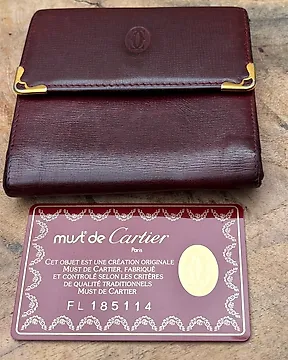 must de Cartier
Paris
CET OBJET EST UNE CRÉATION ORIGINALE
MUST DE CARTIER, FABRIQUÉ
ET CONTROLÉ SELON LES CRITÈRES
DE QUALITÉ TRADITIONNELS
MUST DE CARTIER
FL 185114